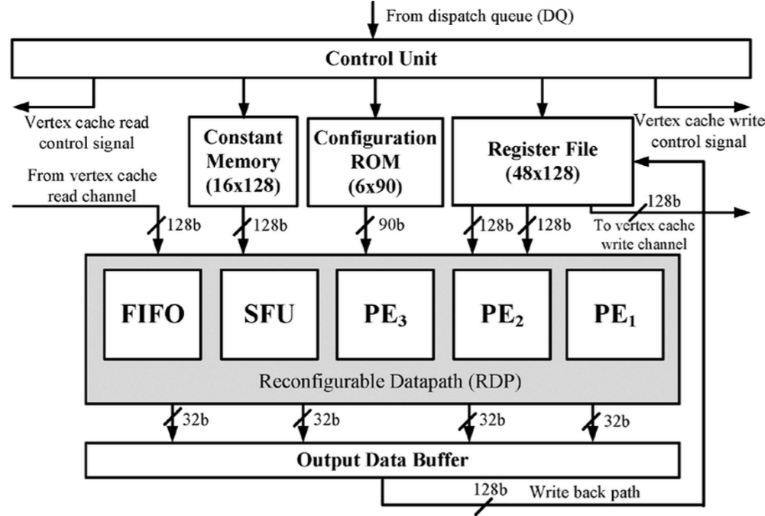 From dispatch queue (DQ)
Control Unit
Vertex cache read
control signal
Constant
Memory
(16x128)
Configuration
ROM
(6x90)
Register File
(48x128)
Vertex cache write
control signal
From vertex cache
read channel
128b
128b
90b
128b
128b
128b
To vertex cache
write channel
FIFO
SFU
PE3
PE2
PE1
Reconfigurable Datapath (RDP)
32b
32b
32b
32b
Output Data Buffer
128b
Write back path